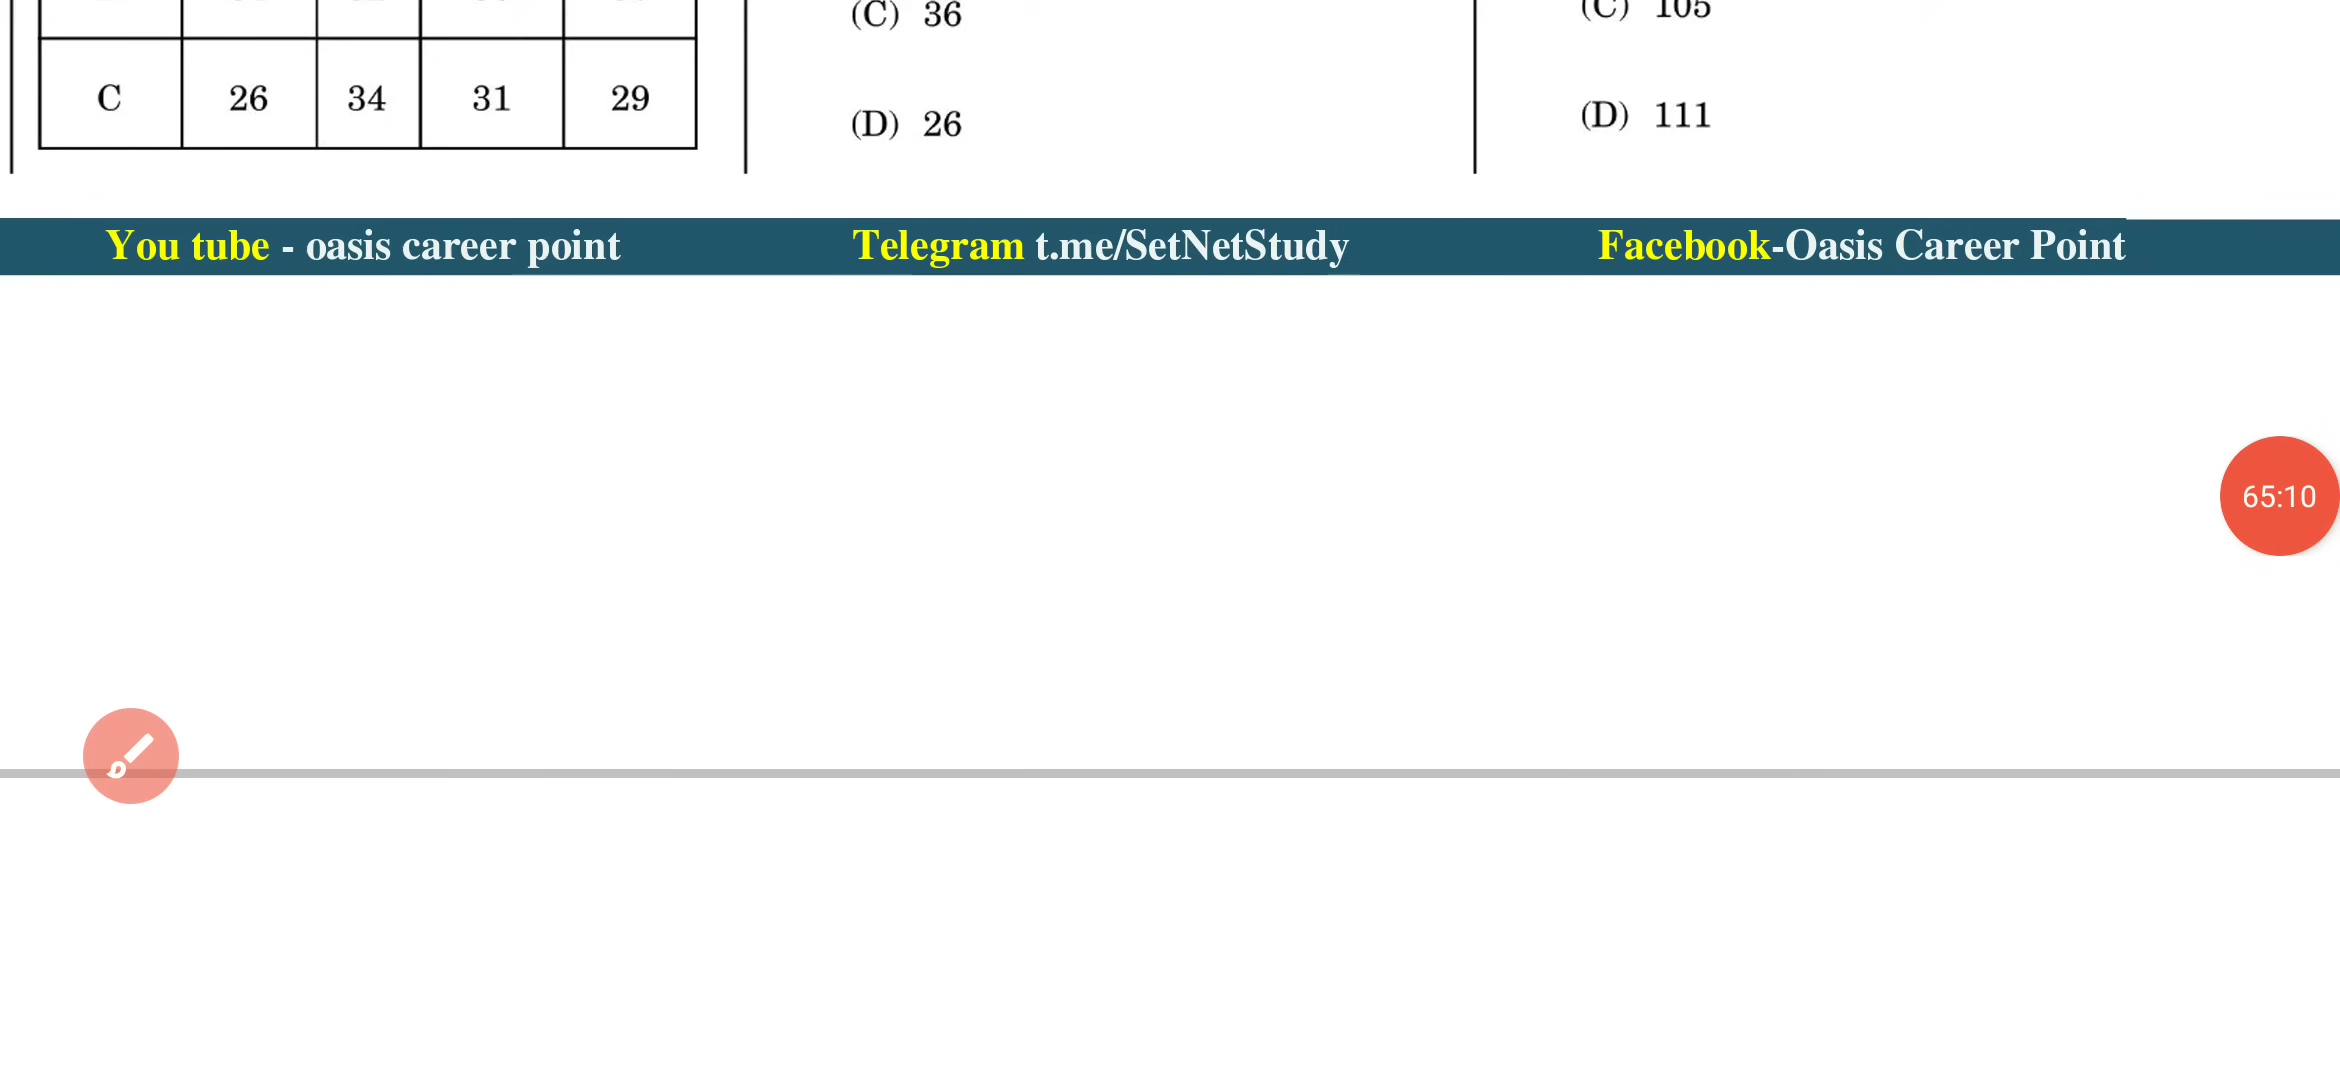 C 26 34 31 29
(C) 36
(D) 26
(C) 105
(D) 111
You tube - oasis career point
Telegram t.me/SetNetStudy
Facebook-Oasis Career Point
65:10